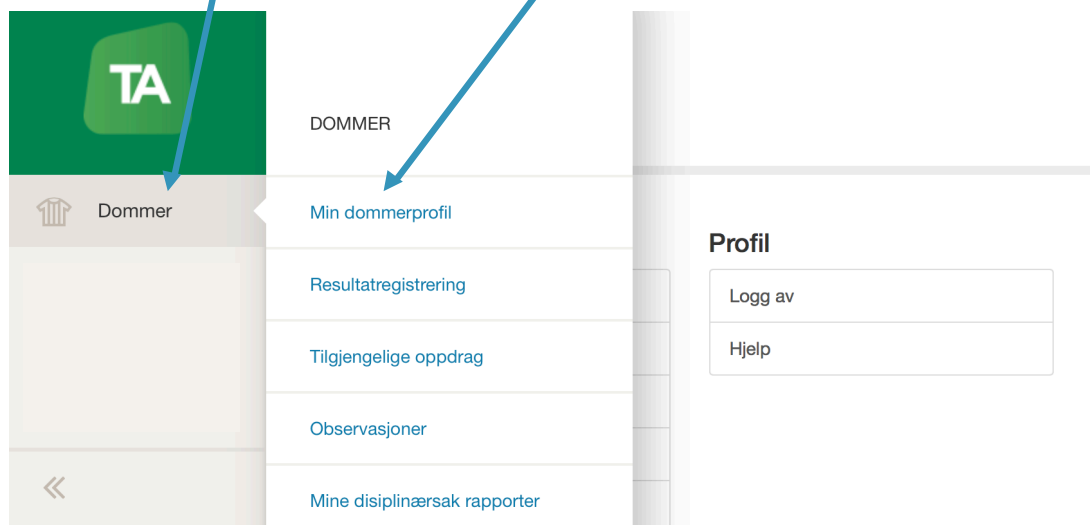 TA
DOMMER
Dommer
Min dommerprofil
Resultatregistrering
Tilgjengelige oppdrag
Observasjoner
Mine disiplinærsak rapporter
Profil
Logg av
Hjelp